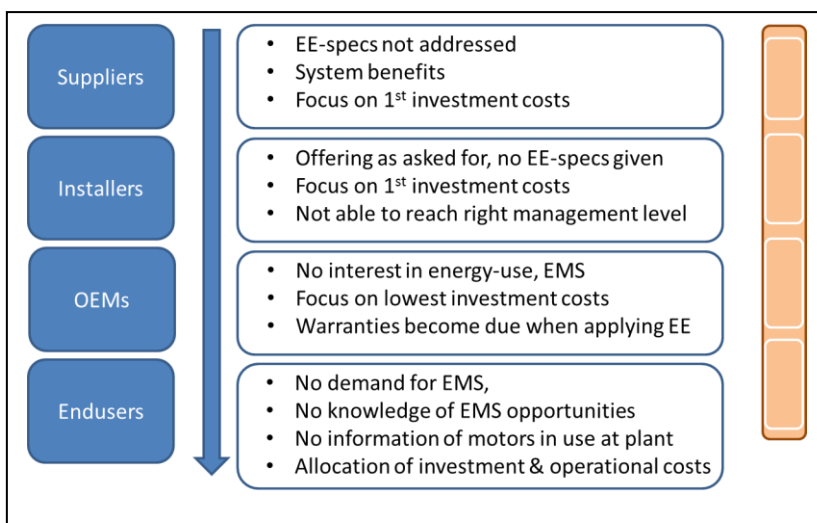 Suppliers
• EE-specs not addressed
• System benefits
• Focus on 1st investment costs
Installers
• Offering as asked for, no EE-specs given
• Focus on 1st investment costs
• Not able to reach right management level
OEMs
• No interest in energy-use, EMS
• Focus on lowest investment costs
• Warranties become due when applying EE
Endusers
• No demand for EMS,
• No knowledge of EMS opportunities
• No information of motors in use at plant
• Allocation of investment & operational costs